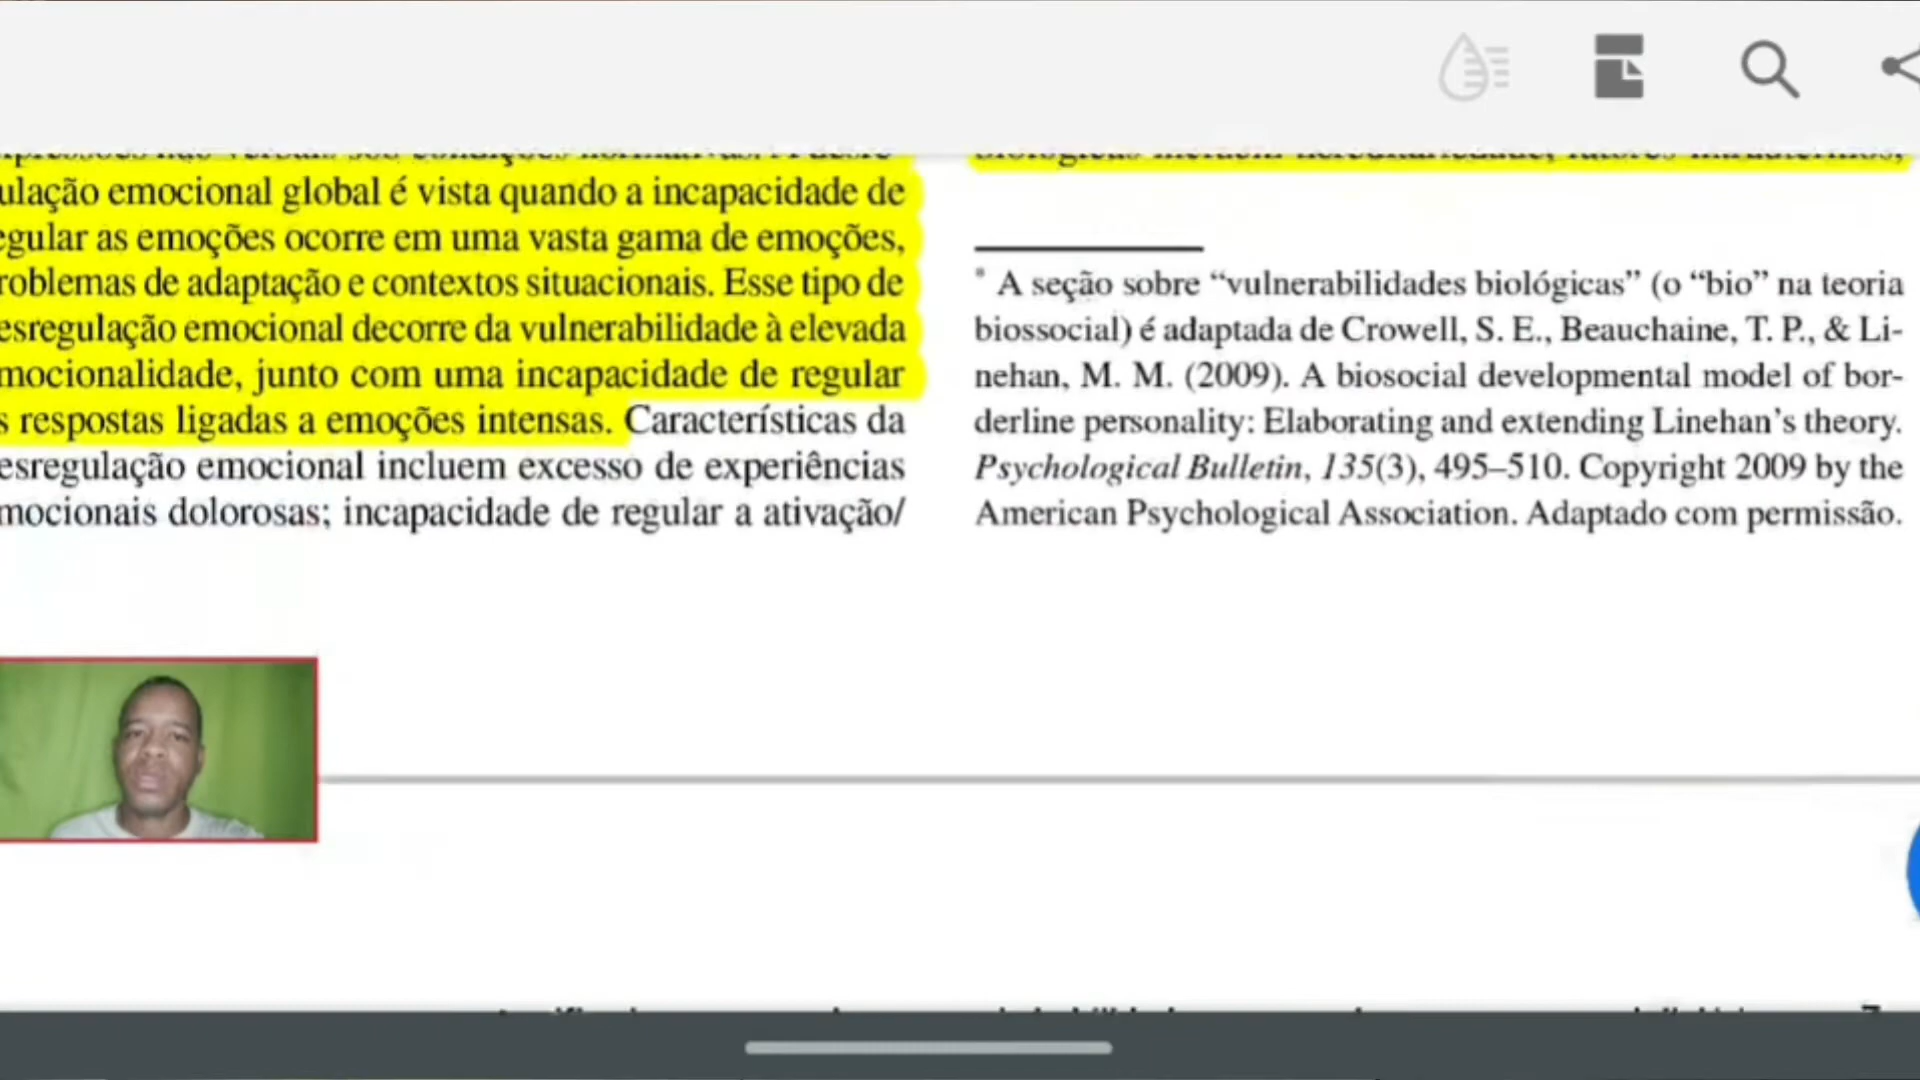 ulação emocional global é vista quando a incapacidade de
egular as emoções ocorre em uma vasta gama de emoções,
roblemas de adaptação e contextos situacionais. Esse tipo de
esregulação emocional decorre da vulnerabilidade à elevada
mocionalidade, junto com uma incapacidade de regular
s respostas ligadas a emoções intensas. Características da
esregulação emocional incluem excesso de experiências
mocionais dolorosas; incapacidade de regular a ativação/
* A seção sobre “vulnerabilidades biológicas” (o “bio” na teoria
biossocial) é adaptada de Crowell, S. E., Beauchaine, T. P., & Li-
nehan, M. M. (2009). A biosocial developmental model of bor-
derline personality: Elaborating and extending Linehan’s theory.
Psychological Bulletin, 135(3), 495–510. Copyright 2009 by the
American Psychological Association. Adaptado com permissão.